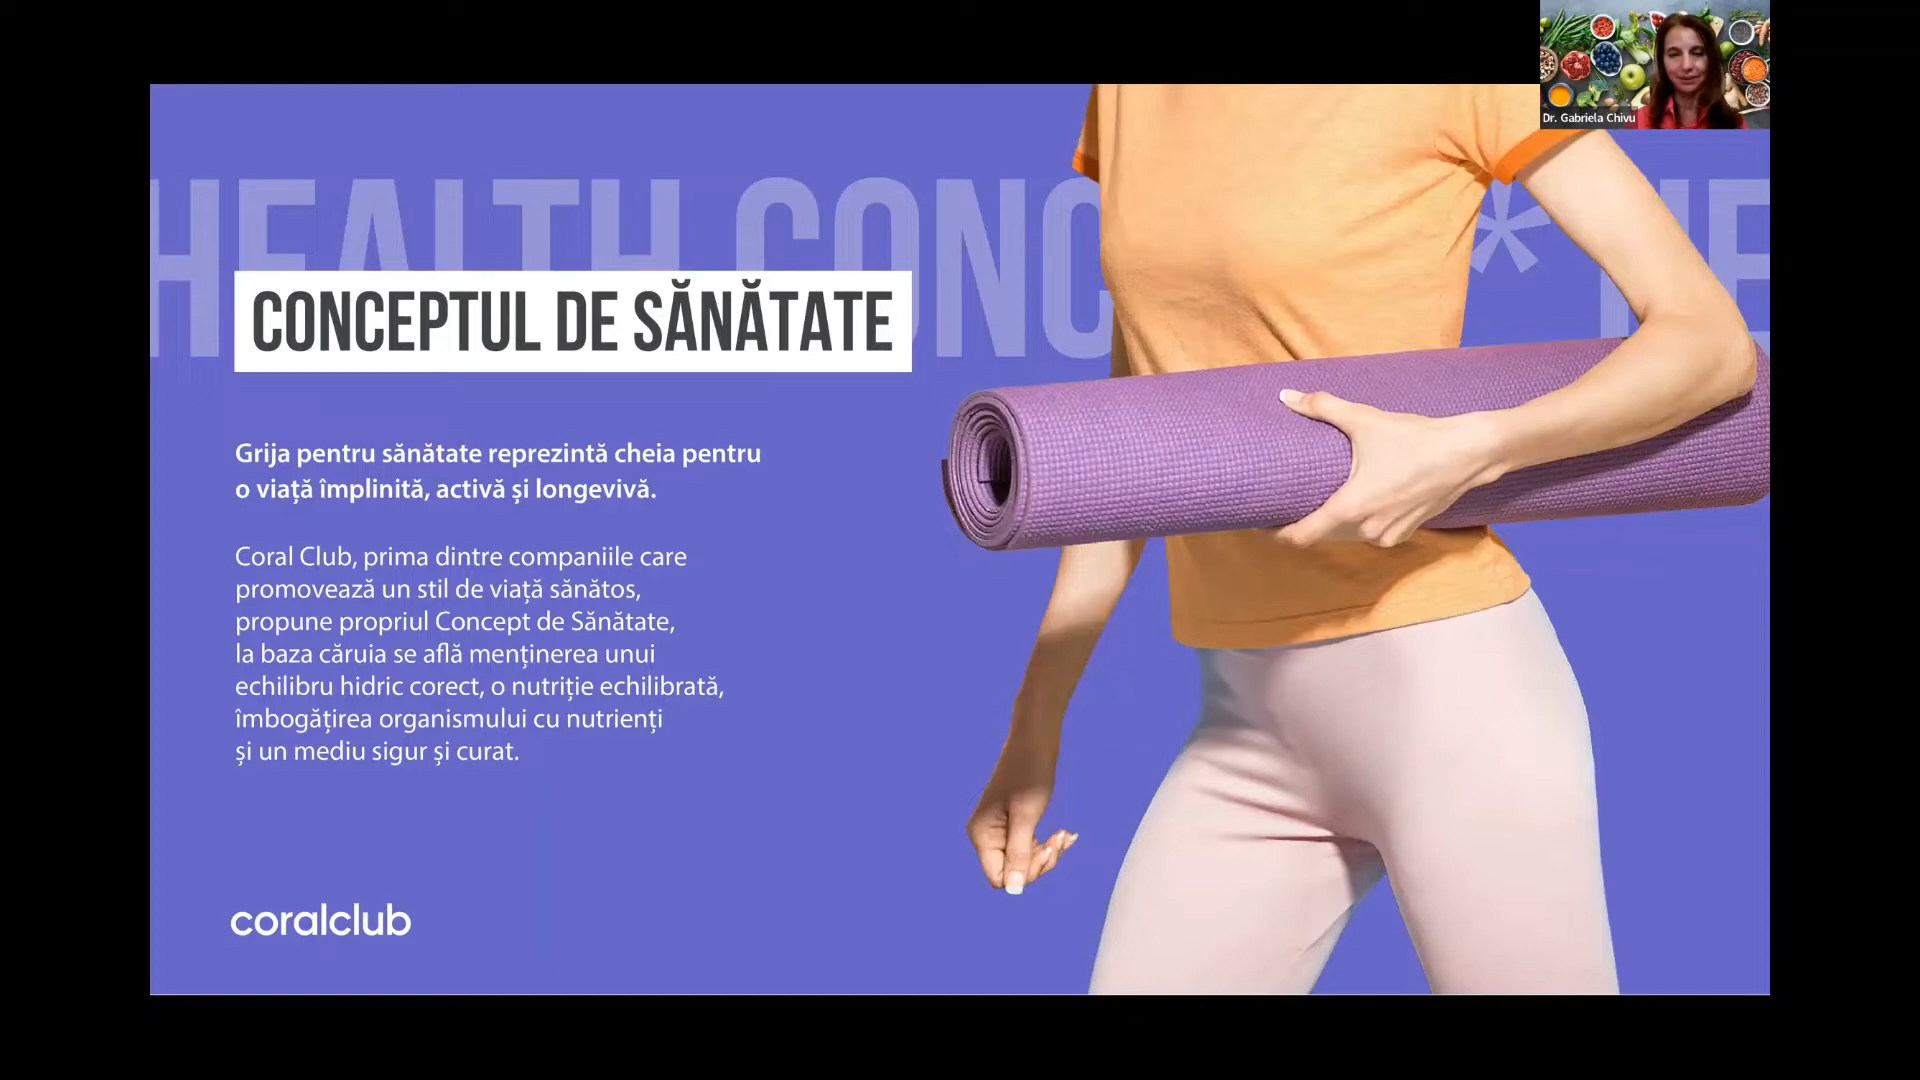 Dr. Gabriela Chivu
HEALTH CONC * HE
CONCEPTUL DE SĂNĂTATE
Grija pentru sănătate reprezintă cheia pentru
o viață împlinită, activă și longevivă.
Coral Club, prima dintre companiile care
promovează un stil de viață sănătos,
propune propriul Concept de Sănătate,
la baza căruia se află menținerea unui
echilibru hidric corect, o nutriție echilibrată,
îmbogățirea organismului cu nutrienți
și un mediu sigur și curat.
coralclub